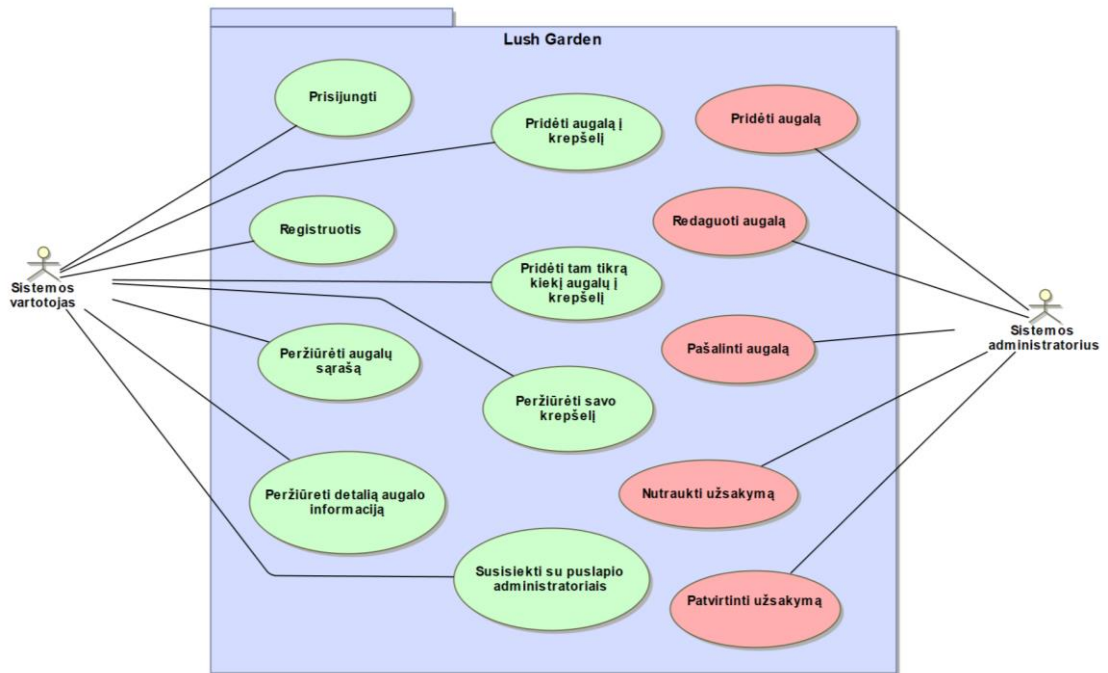 Lush Garden
Prisijungti
Pridėti augalą į
krepšelį
Pridėti augalą
Registruotis
Redaguoti augalą
Pridėti tam tikrą
kiekį augalų į
krepšelį
Sistemos
vartotojas
Sistemos
administratorius
Peržiūrėti augalų
sąrašą
Pašalinti augalą
Peržiūrėti savo
krepšelį
Peržiūreti detalią augalo
informaciją
Nutraukti užsakymą
Susisiekti su puslapio
administratoriais
Patvirtinti užsakymą